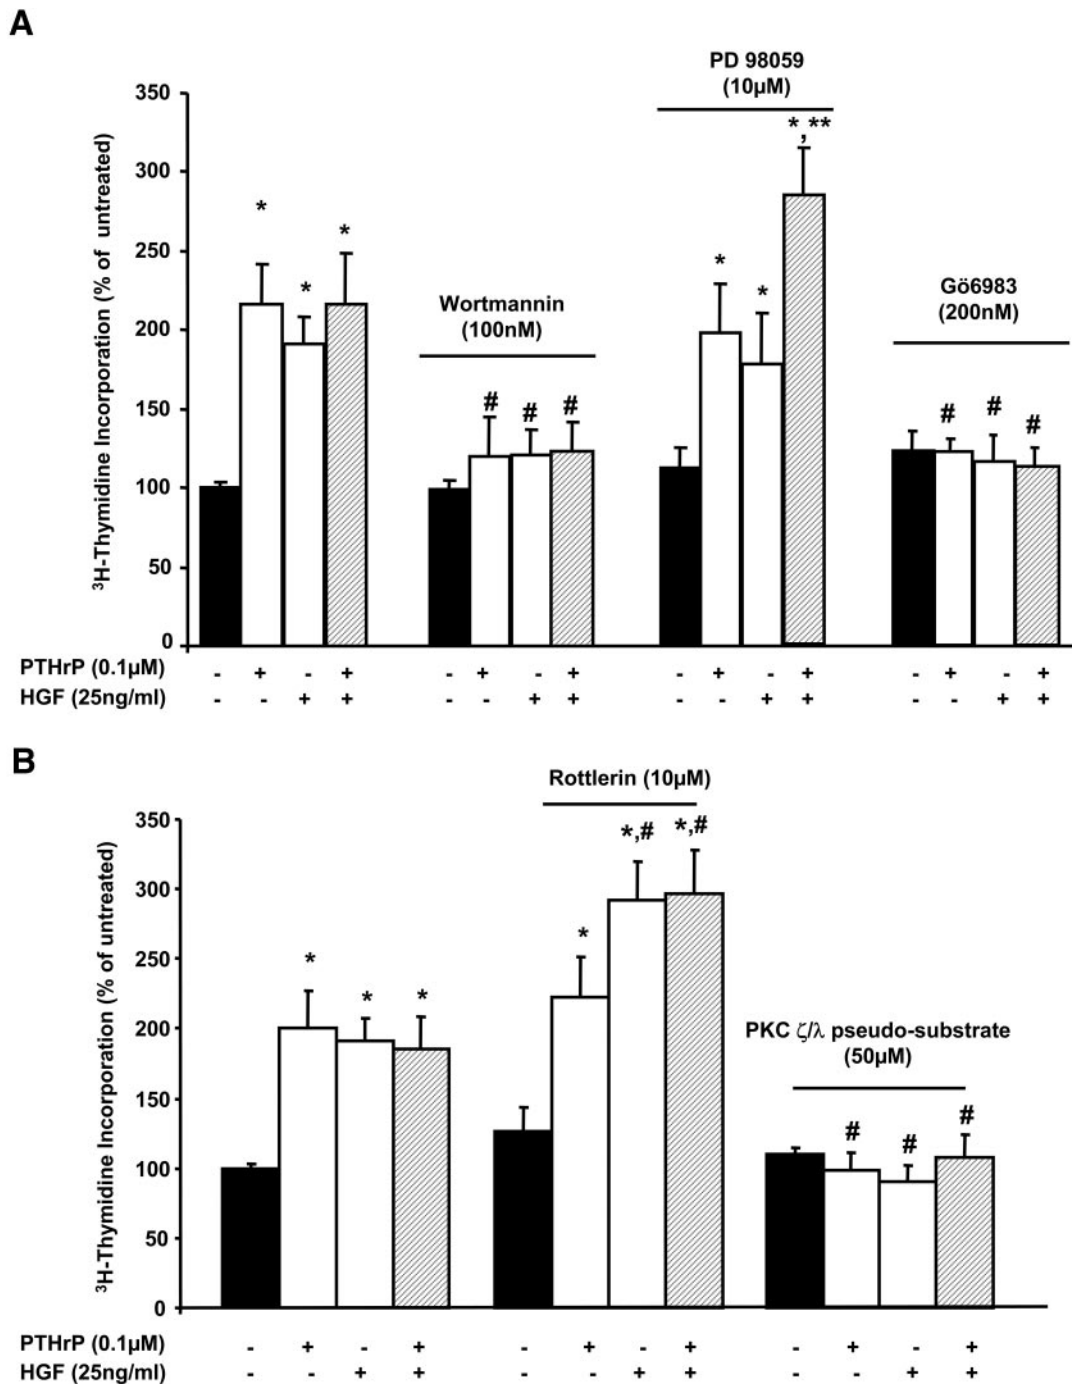 A
PD 98059
(10µM)
*,**
350
300
250
200
150
100
50
0
³H-Thymidine Incorporation (% of untreated)
* * *
Wortmannin
(100nM)
# # #
* *
Gö6983
(200nM)
# # #
PTHrP (0.1µM) - + - + - + - + - + - + - + - +
HGF (25ng/ml) - - + + - - + + - - + + - - + +
B
Rottlerin (10µM)
350
300
250
200
150
100
50
0
³H-Thymidine Incorporation (% of untreated)
* * *
* *,# *,#
PKC ζ/λ pseudo-substrate
(50µM)
# # #
PTHrP (0.1µM) - + - + - + - + - + - +
HGF (25ng/ml) - - + + - - + + - - + +